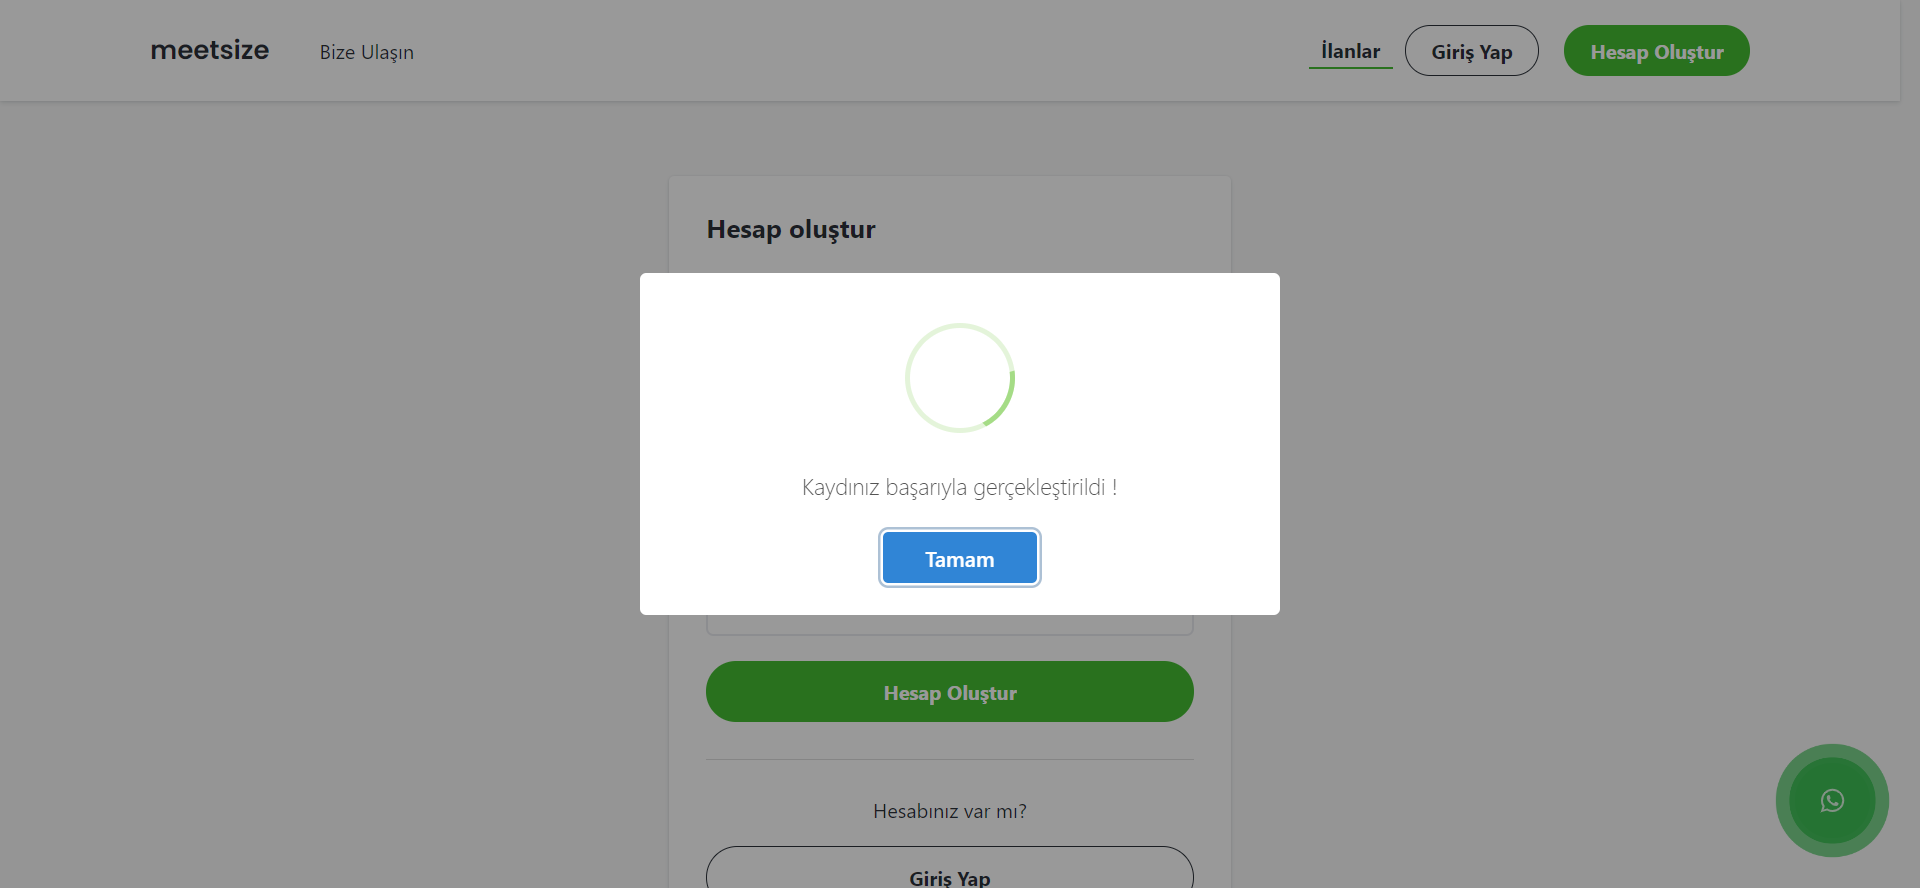 meetsize
Bize Ulaşın
İlanlar
Giriş Yap
Hesap Oluştur
Hesap oluştur
Kaydınız başarıyla gerçekleştirildi !
Tamam
Hesap Oluştur
Hesabınız var mı?
Giriş Yap